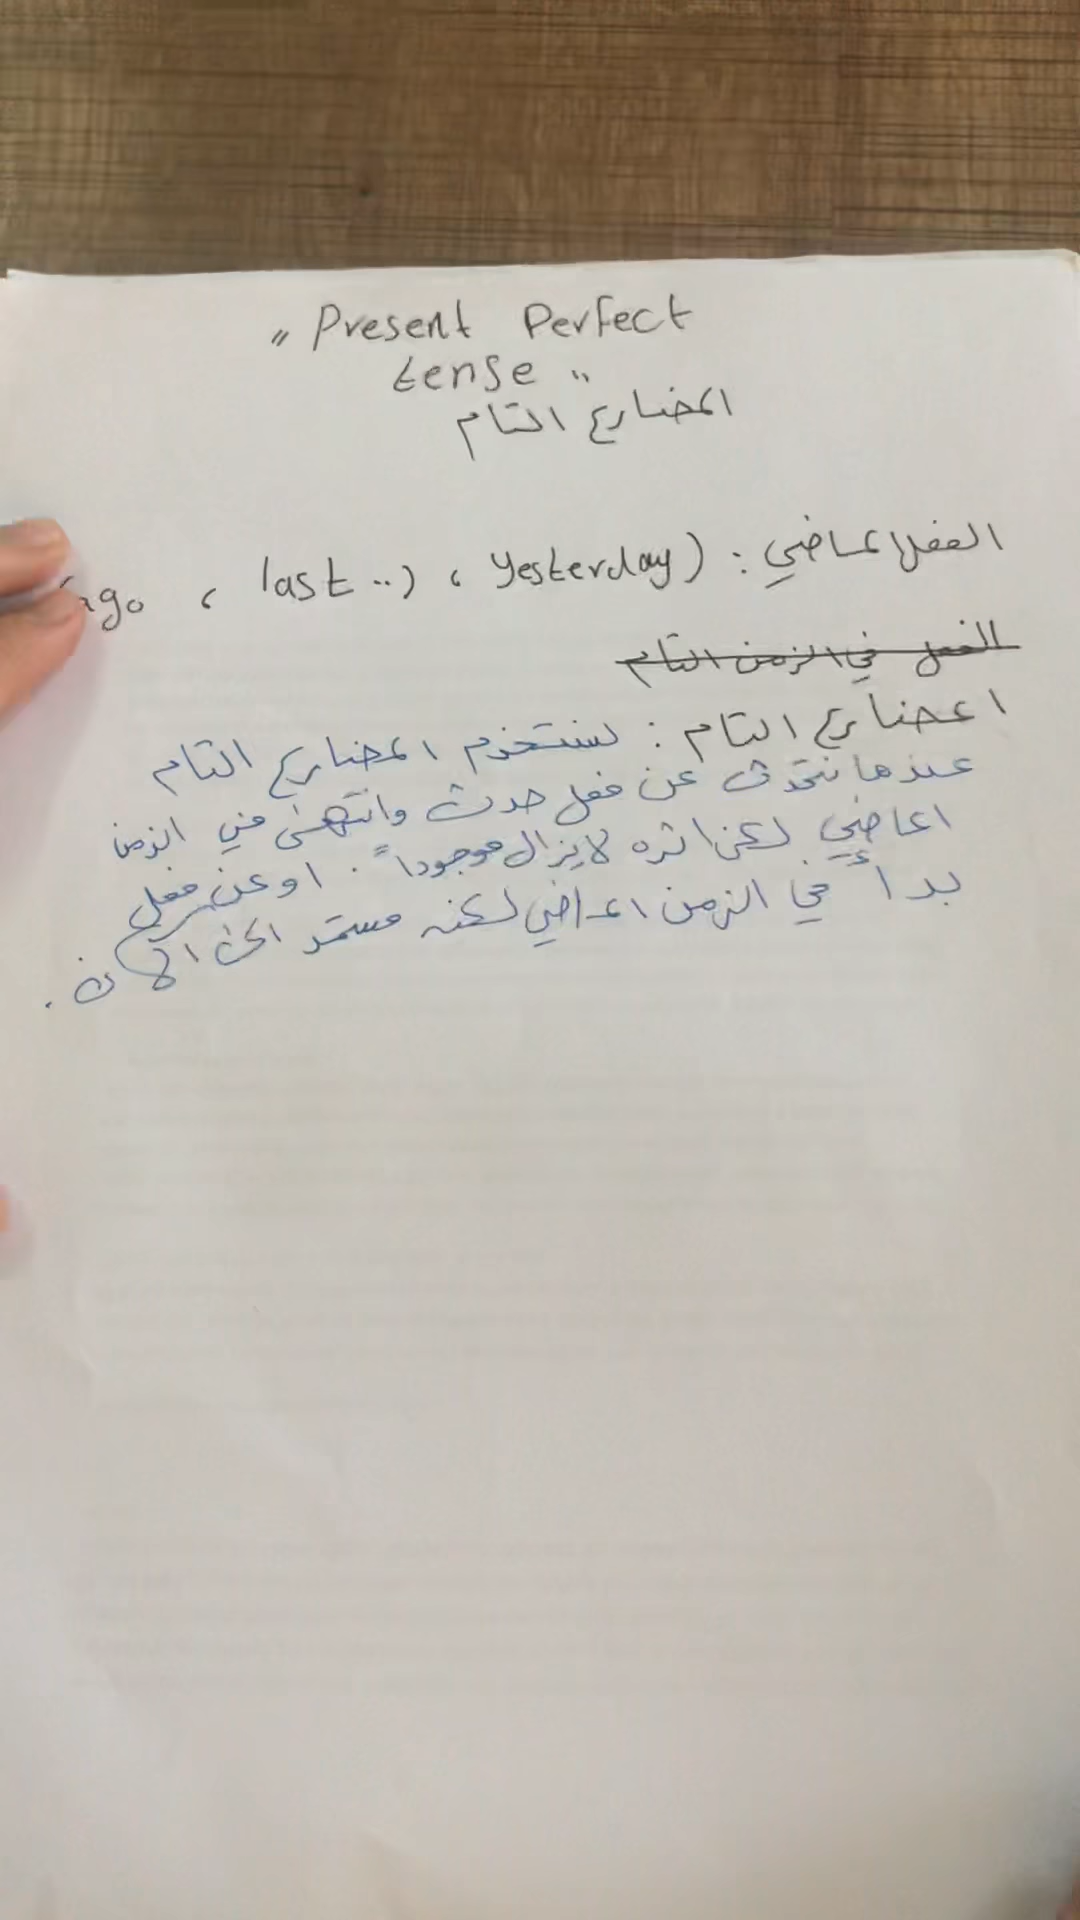 " Present Perfect
tense "
المضارع التام
الفعل الماضي : (yesterday ، last ..، ago
الفعل في الزمن التام
المضارع التام : نستخدم المضارع التام
عندما نتحدث عن فعل حدث وانتهى في الزمن
الماضي لكن اثره لا يزال موجوداً . او عن فعل
بدأ في الزمن الماضي لكنه مستمر الى الآن .